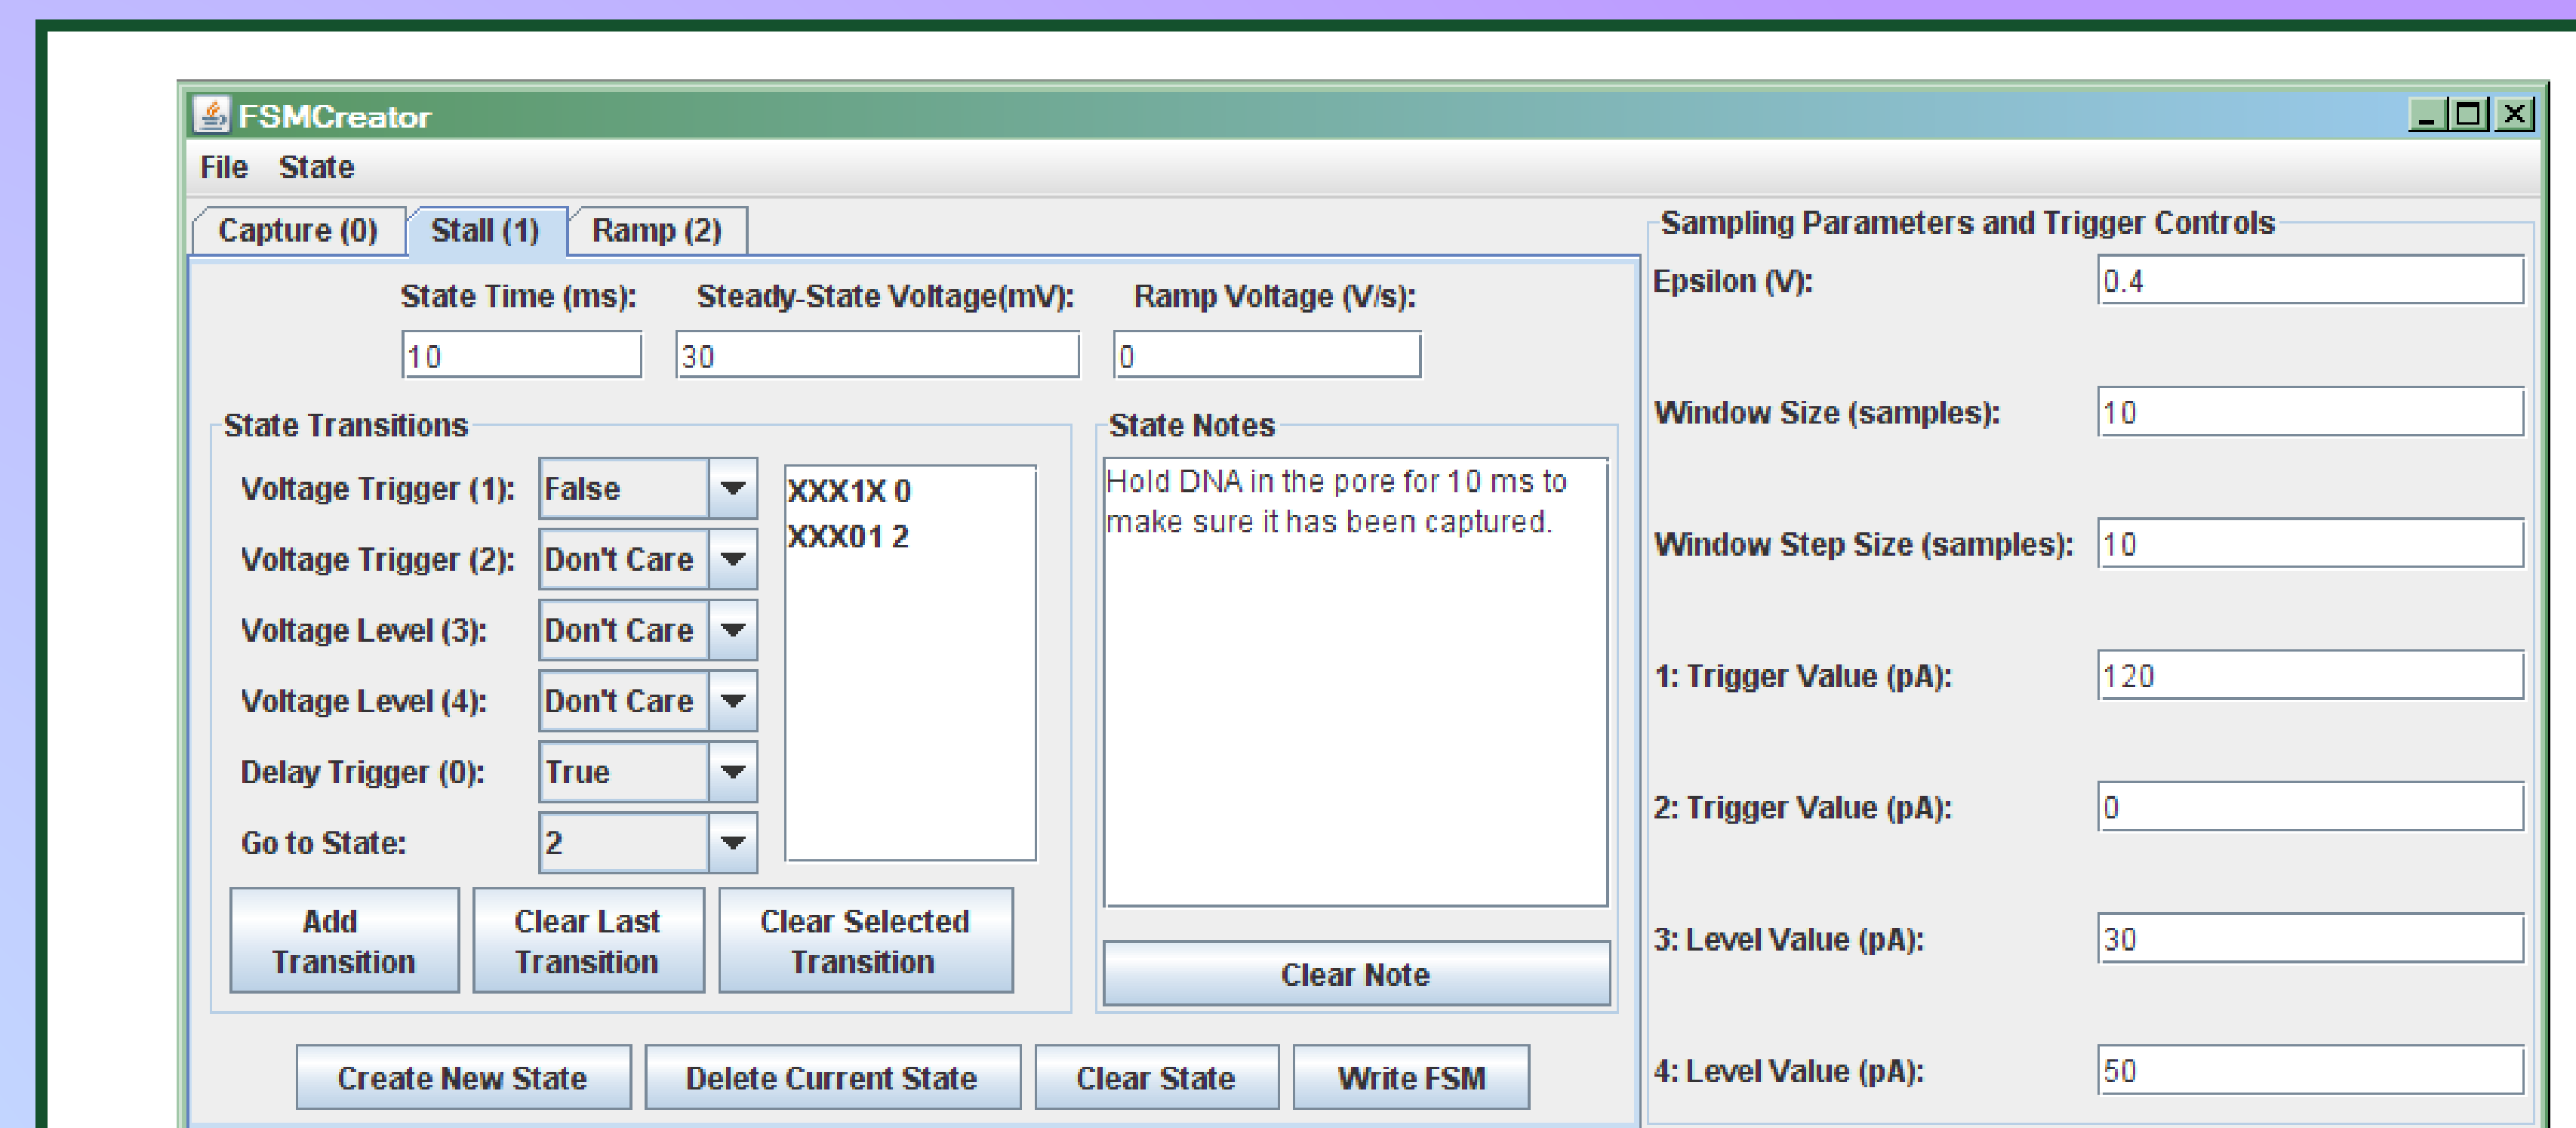 FSMCreator
File State
Capture (0) Stall (1) Ramp (2)
State Time (ms): Steady-State Voltage(mV): Ramp Voltage (V/s):
10 30 0
State Transitions
Voltage Trigger (1): False
Voltage Trigger (2): Don't Care
Voltage Level (3): Don't Care
Voltage Level (4): Don't Care
Delay Trigger (0): True
Go to State: 2
XXX1X 0
XXX01 2
Add Transition
Clear Last Transition
Clear Selected Transition
State Notes
Hold DNA in the pore for 10 ms to
make sure it has been captured.
Clear Note
Create New State Delete Current State Clear State Write FSM
Sampling Parameters and Trigger Controls
Epsilon (V): 0.4
Window Size (samples): 10
Window Step Size (samples): 10
1: Trigger Value (pA): 120
2: Trigger Value (pA): 0
3: Level Value (pA): 30
4: Level Value (pA): 50